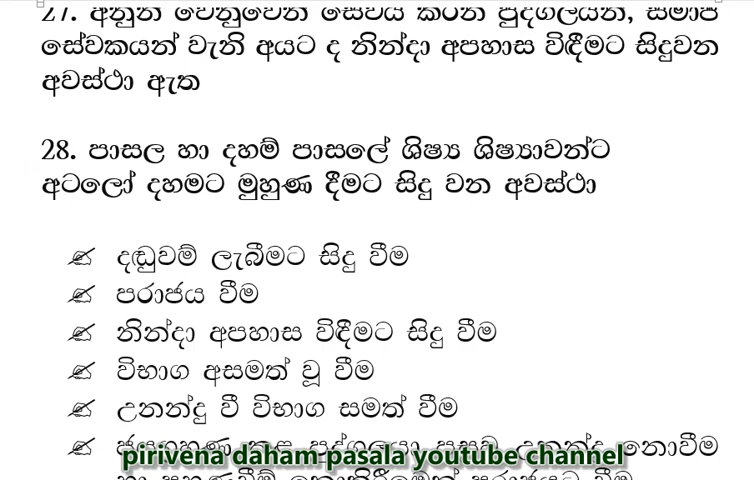 27. අනුන් වෙනුවෙන් සේවය කරන පුද්ගලයන්, සමාජ
සේවකයන් වැනි අයට ද නින්දා අපහාස විඳීමට සිදුවන
අවස්ථා ඇත
28. පාසල හා දහම් පාසලේ ශිෂ්‍ය ශිෂ්‍යාවන්ට
අටලෝ දහමට මුහුණ දීමට සිදු වන අවස්ථා
දඬුවම් ලැබීමට සිදු වීම
පරාජය වීම
නින්දා අපහාස විඳීමට සිදු වීම
විභාග අසමත් වූ වීම
උනන්දු වී විභාග සමත් වීම
නොවීම
pirivena daham pasala youtube channel